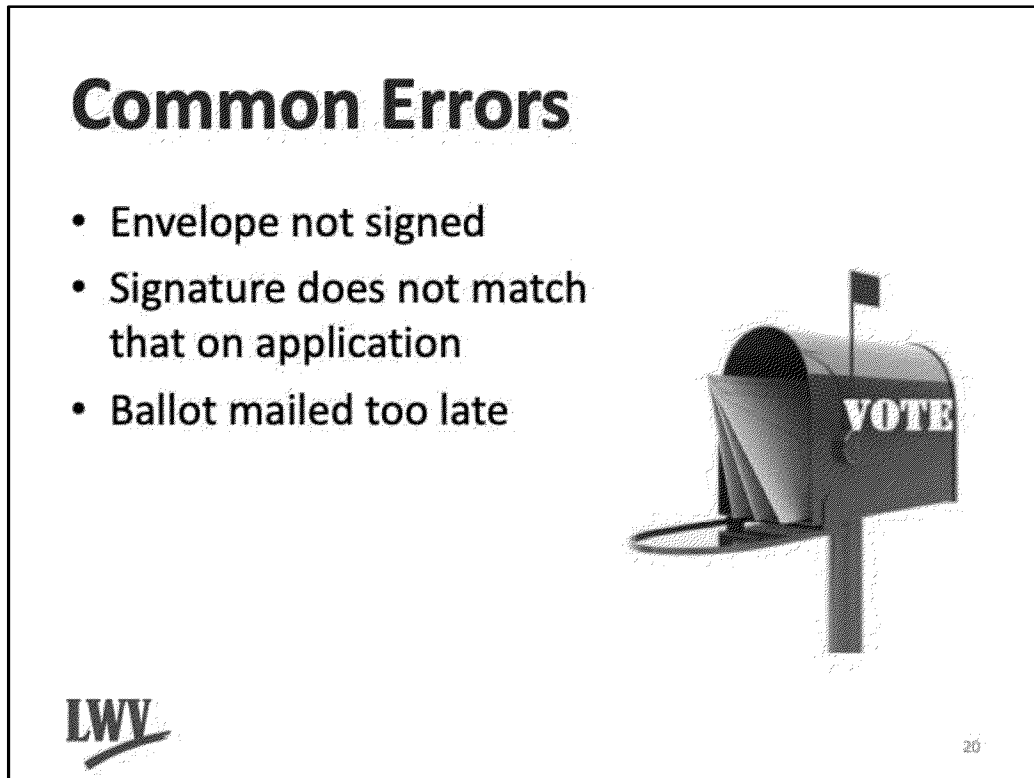 Common Errors
• Envelope not signed
• Signature does not match
that on application
• Ballot mailed too late
VOTE
LWV
20